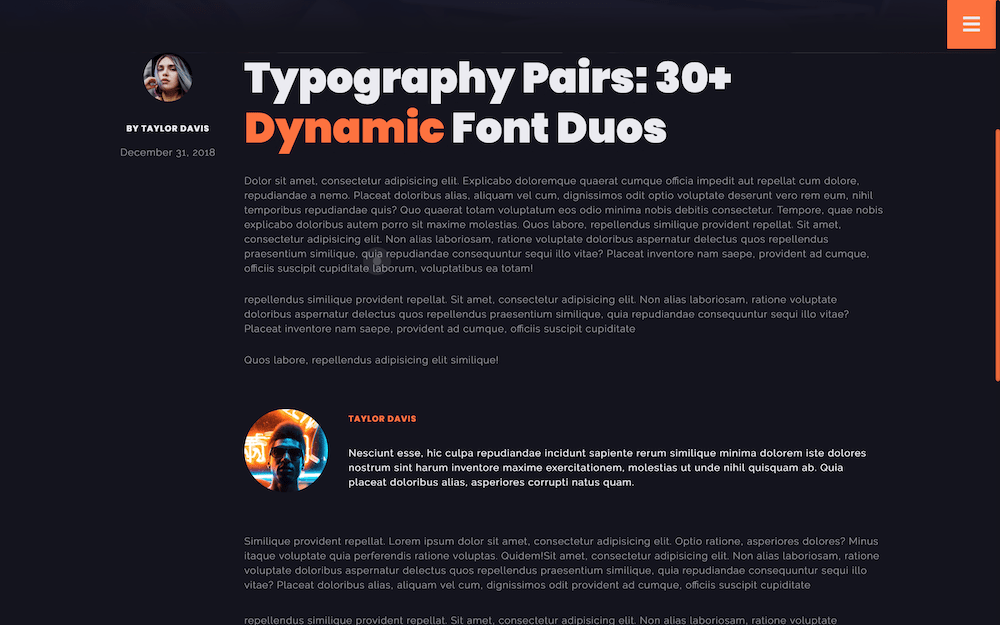 Typography Pairs: 30+
Dynamic Font Duos
BY TAYLOR DAVIS
December 31, 2018
Dolor sit amet, consectetur adipisicing elit. Explicabo doloremque quaerat cumque officia impedit aut repellat cum dolore,
repudiandae a nemo. Placeat doloribus alias, aliquam vel cum, dignissimos odit optio voluptate deserunt vero rem eum, nihil
temporibus repudiandae quis? Quo quaerat totam voluptatum eos odio minima nobis debitis consectetur. Tempore, quae nobis
explicabo doloribus autem porro sit maxime molestias. Quos labore, repellendus similique provident repellat. Sit amet,
consectetur adipisicing elit. Non alias laboriosam, ratione voluptate doloribus aspernatur delectus quos repellendus
praesentium similique, quia repudiandae consequuntur sequi illo vitae? Placeat inventore nam saepe, provident ad cumque,
officiis suscipit cupiditate laborum, voluptatibus ea totam!
repellendus similique provident repellat. Sit amet, consectetur adipisicing elit. Non alias laboriosam, ratione voluptate
doloribus aspernatur delectus quos repellendus praesentium similique, quia repudiandae consequuntur sequi illo vitae?
Placeat inventore nam saepe, provident ad cumque, officiis suscipit cupiditate
Quos labore, repellendus adipisicing elit similique!
TAYLOR DAVIS
Nesciunt esse, hic culpa repudiandae incidunt sapiente rerum similique minima dolorem iste dolores
nostrum sint harum inventore maxime exercitationem, molestias ut unde nihil quisquam ab. Quia
placeat doloribus alias, asperiores corrupti natus quam.
Similique provident repellat. Lorem ipsum dolor sit amet, consectetur adipisicing elit. Optio ratione, asperiores dolores? Minus
itaque voluptate quia perferendis ratione voluptas. Quidem!Sit amet, consectetur adipisicing elit. Non alias laboriosam, ratione
voluptate doloribus aspernatur delectus quos repellendus praesentium similique, quia repudiandae consequuntur sequi illo
vitae? Placeat doloribus alias, aliquam vel cum, dignissimos odit provident ad cumque, officiis suscipit cupiditate
repellendus similique provident repellat. Sit amet, consectetur adipisicing elit. Non alias laboriosam, ratione voluptate